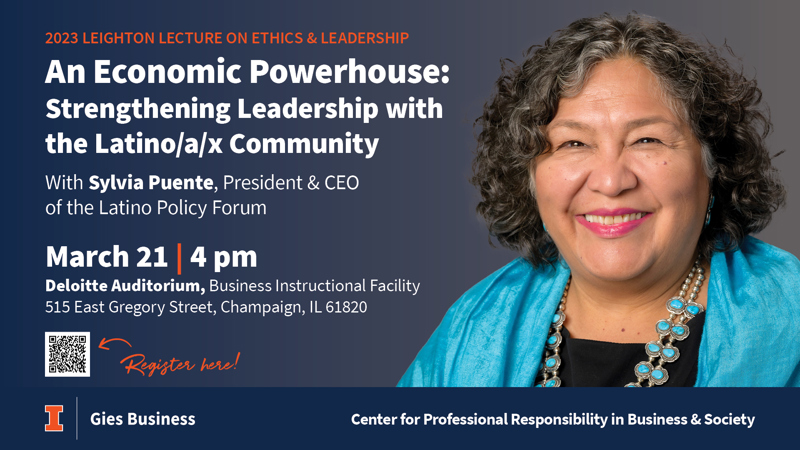 2023 LEIGHTON LECTURE ON ETHICS & LEADERSHIP
An Economic Powerhouse:
Strengthening Leadership with
the Latino/a/x Community
With Sylvia Puente, President & CEO
of the Latino Policy Forum
March 21 | 4 pm
Deloitte Auditorium, Business Instructional Facility
515 East Gregory Street, Champaign, IL 61820
Register here!
I Gies Business
Center for Professional Responsibility in Business & Society